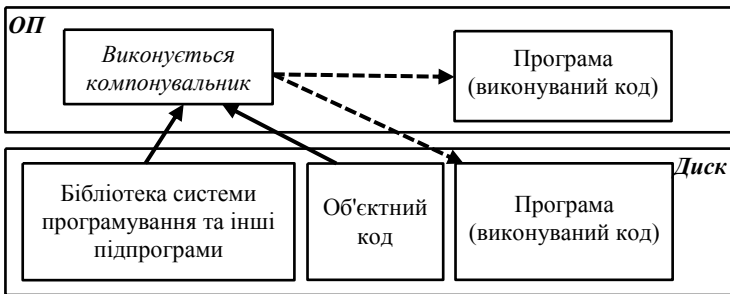 ОП
Виконується
компонувальник
Програма
(виконуваний код)
Диск
Бібліотека системи
програмування та інші
підпрограми
Об'єктний
код
Програма
(виконуваний код)